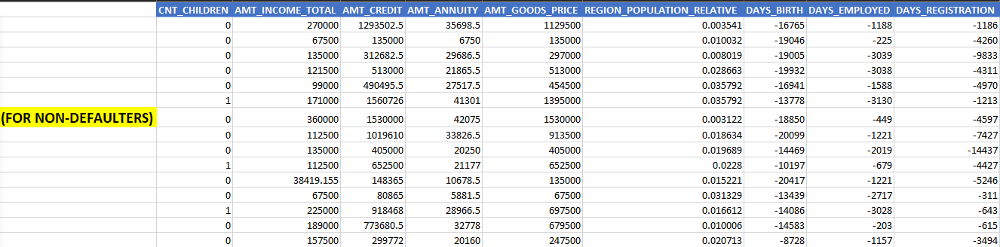 CNT_CHILDREN AMT_INCOME_TOTAL AMT_CREDIT AMT_ANNUITY AMT_GOODS_PRICE REGION_POPULATION_RELATIVE DAYS_BIRTH DAYS_EMPLOYED DAYS_REGISTRATION
0 270000 1293502.5 35698.5 1129500 0.003541 -16765 -1188 -1186
0 67500 135000 6750 135000 0.010032 -19046 -225 -4260
0 135000 312682.5 29686.5 297000 0.008019 -19005 -3039 -9833
0 121500 513000 21865.5 513000 0.028663 -19932 -3038 -4311
0 99000 490495.5 27517.5 454500 0.035792 -16941 -1588 -4970
1 171000 1560726 41301 1395000 0.035792 -13778 -3130 -1213
(FOR NON-DEFAULTERS) 0 360000 1530000 42075 1530000 0.003122 -18850 -449 -4597
0 112500 1019610 33826.5 913500 0.018634 -20099 -1221 -7427
0 135000 405000 20250 405000 0.019689 -14469 -2019 -14437
1 112500 652500 21177 652500 0.0228 -10197 -679 -4427
0 38419.155 148365 10678.5 135000 0.015221 -20417 -1221 -5246
0 67500 80865 5881.5 67500 0.031329 -13439 -2717 -311
1 225000 918468 28966.5 697500 0.016612 -14086 -3028 -643
0 189000 773680.5 32778 679500 0.010006 -14583 -203 -615
0 157500 299772 20160 247500 0.020713 -8728 -1157 -3494